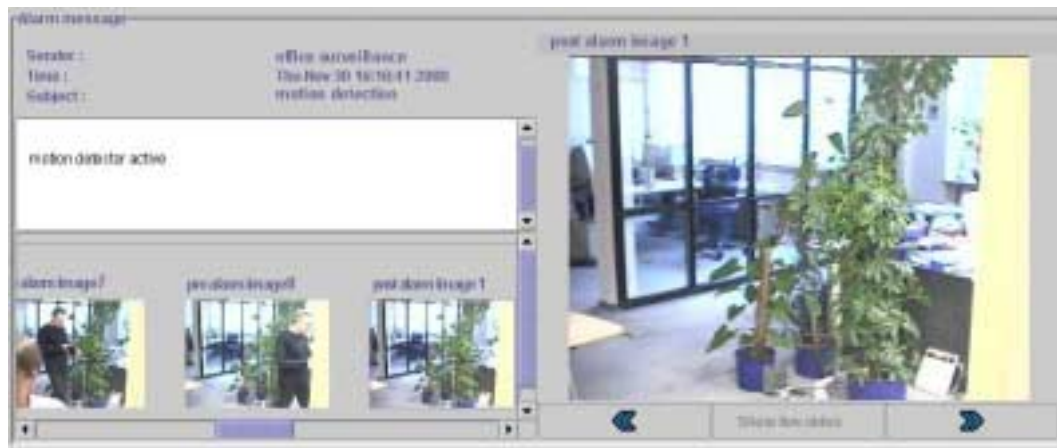 Alarm message
Sender :
office surveillance
Time :
Thu Nov 30 16:16:41 2000
Subject :
motion detection
motion detector active
alarm image7
pre alarm image8
post alarm image 1
post alarm image 1
Show live video